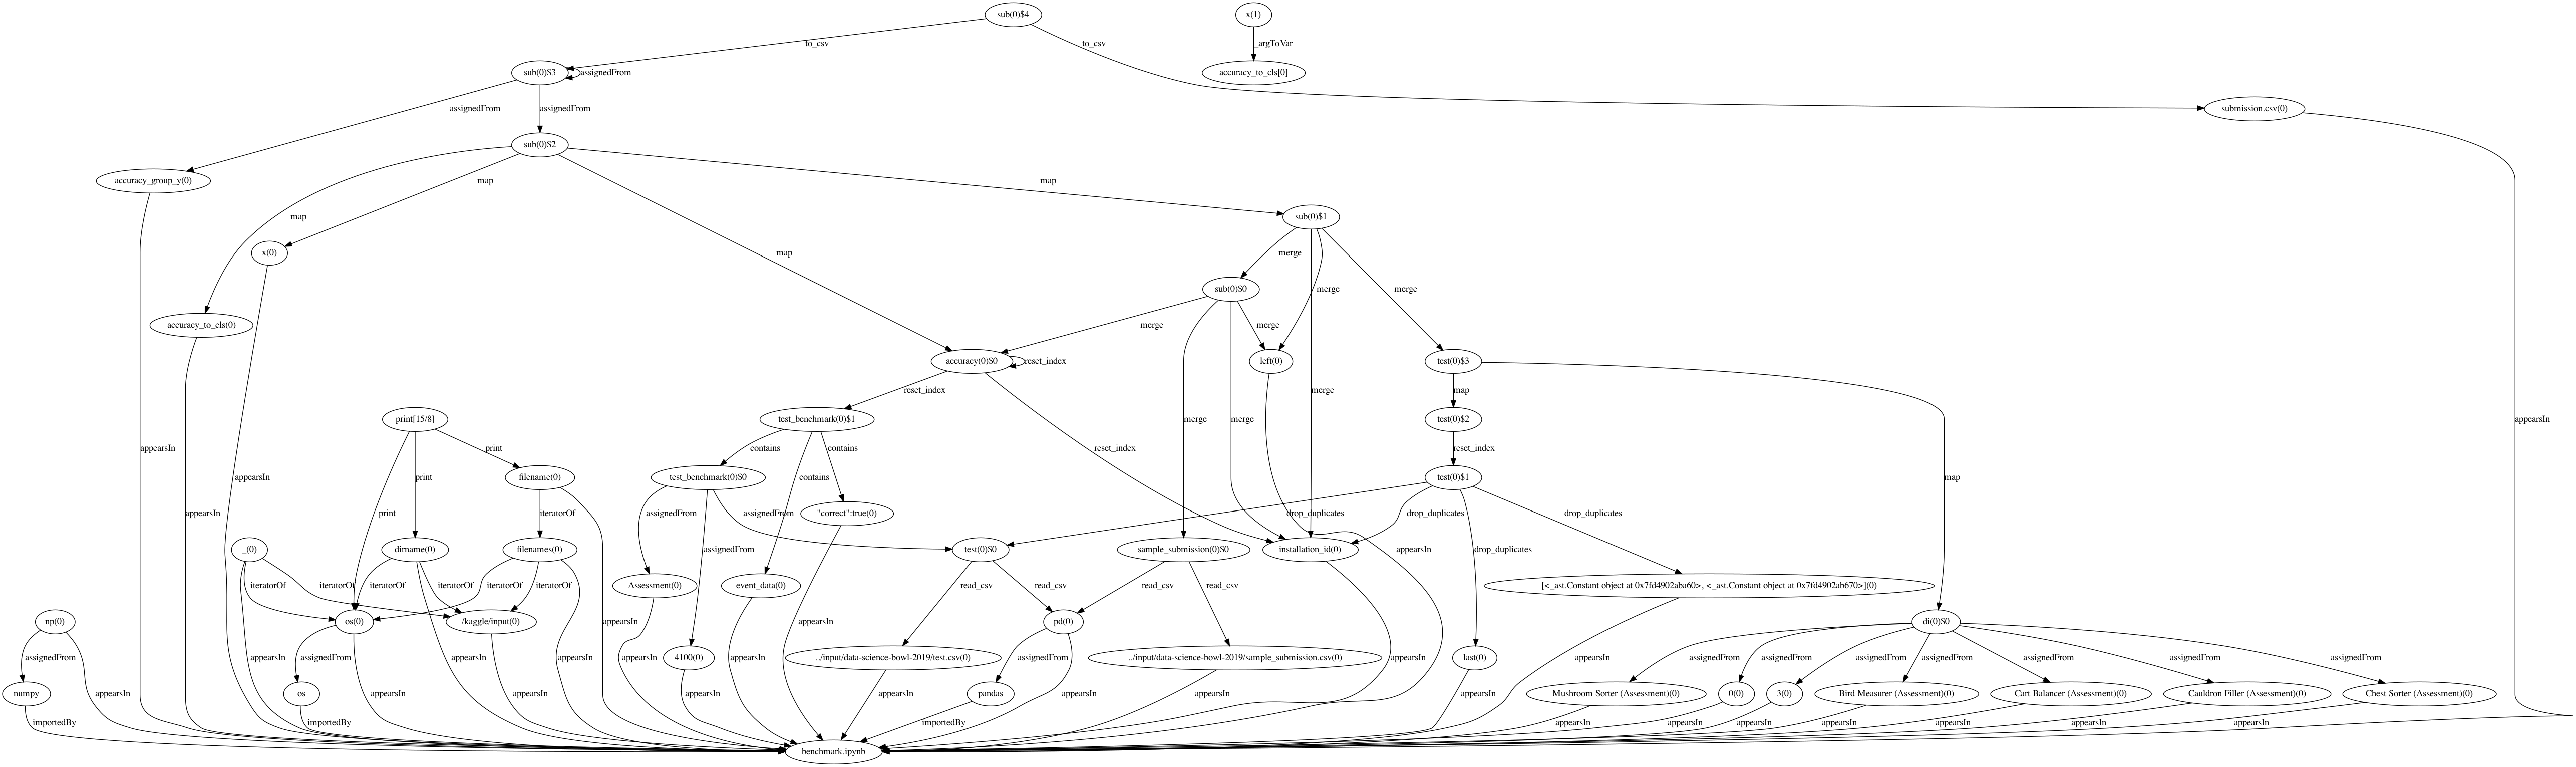 sub(0)$4
x(1)
to_csv
to_csv
_argToVar
sub(0)$3
assignedFrom
accuracy_to_cls[0]
assignedFrom
assignedFrom
submission.csv(0)
sub(0)$2
accuracy_group_y(0)
map
map
map
sub(0)$1
map
x(0)
map
merge
sub(0)$0
merge
merge
merge
merge
accuracy_to_cls(0)
accuracy(0)$0
reset_index
left(0)
test(0)$3
reset_index
merge
map
print[15/8]
test_benchmark(0)$1
merge
merge
test(0)$2
appearsIn
appearsIn
print
contains
reset_index
reset_index
appearsIn
print
filename(0)
test_benchmark(0)$0
contains
contains
test(0)$1
map
appearsIn
print
iteratorOf
assignedFrom
"correct":true(0)
drop_duplicates
drop_duplicates
drop_duplicates
_(0)
dirname(0)
filenames(0)
assignedFrom
test(0)$0
sample_submission(0)$0
installation_id(0)
appearsIn
drop_duplicates
iteratorOf
iteratorOf
iteratorOf
iteratorOf
iteratorOf
iteratorOf
Assessment(0)
event_data(0)
read_csv
read_csv
read_csv
read_csv
[<_ast.Constant object at 0x7fd4902aba60>, <_ast.Constant object at 0x7fd4902ab670>](0)
np(0)
os(0)
/kaggle/input(0)
appearsIn
appearsIn
pd(0)
di(0)$0
assignedFrom
appearsIn
assignedFrom
appearsIn
appearsIn
appearsIn
appearsIn
4100(0)
../input/data-science-bowl-2019/test.csv(0)
assignedFrom
../input/data-science-bowl-2019/sample_submission.csv(0)
appearsIn
appearsIn
last(0)
assignedFrom
assignedFrom
assignedFrom
assignedFrom
assignedFrom
assignedFrom
assignedFrom
numpy
appearsIn
os
appearsIn
appearsIn
appearsIn
appearsIn
pandas
appearsIn
appearsIn
appearsIn
Mushroom Sorter (Assessment)(0)
0(0)
3(0)
Bird Measurer (Assessment)(0)
Cart Balancer (Assessment)(0)
Cauldron Filler (Assessment)(0)
Chest Sorter (Assessment)(0)
importedBy
importedBy
importedBy
appearsIn
appearsIn
appearsIn
appearsIn
appearsIn
appearsIn
appearsIn
benchmark.ipynb